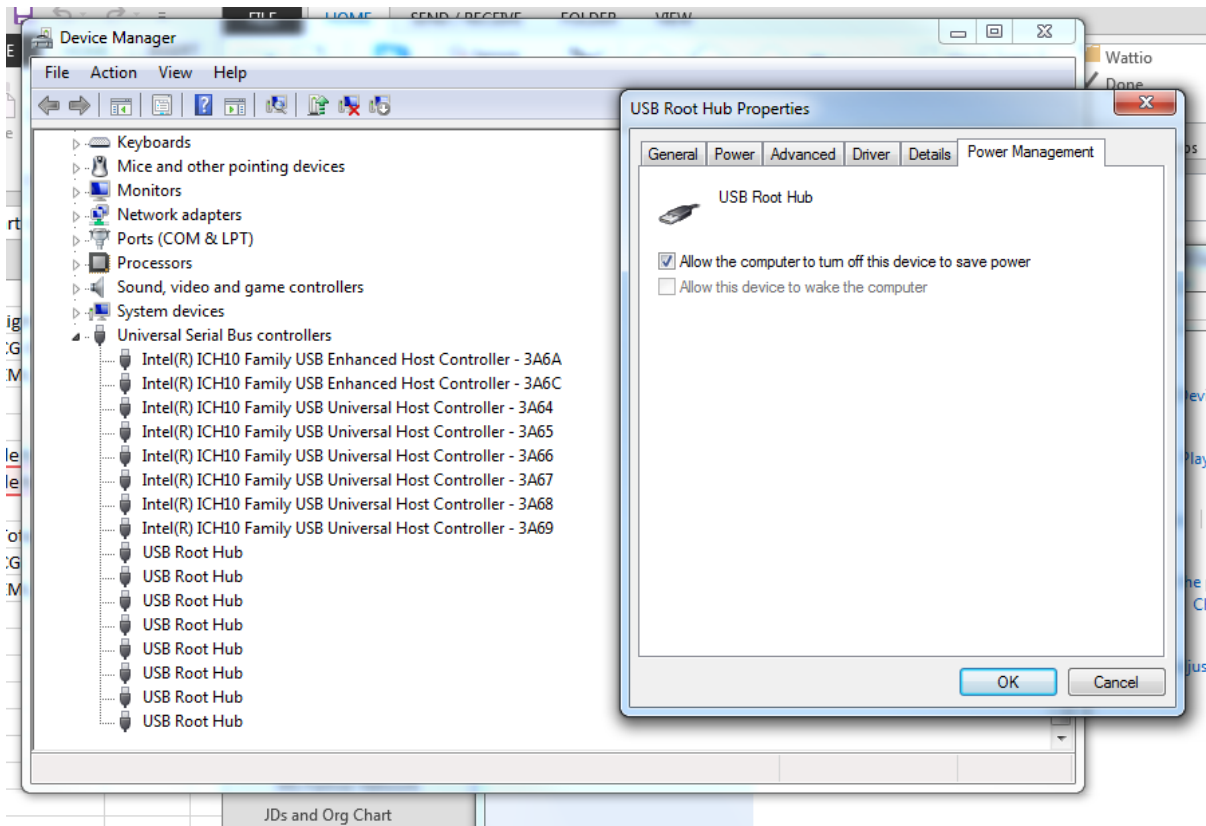 FILE HOME SEND / RECEIVE FOLDER VIEW
Device Manager
File Action View Help
Keyboards
Mice and other pointing devices
Monitors
Network adapters
Ports (COM & LPT)
Processors
Sound, video and game controllers
System devices
Universal Serial Bus controllers
Intel(R) ICH10 Family USB Enhanced Host Controller - 3A6A
Intel(R) ICH10 Family USB Enhanced Host Controller - 3A6C
Intel(R) ICH10 Family USB Universal Host Controller - 3A64
Intel(R) ICH10 Family USB Universal Host Controller - 3A65
Intel(R) ICH10 Family USB Universal Host Controller - 3A66
Intel(R) ICH10 Family USB Universal Host Controller - 3A67
Intel(R) ICH10 Family USB Universal Host Controller - 3A68
Intel(R) ICH10 Family USB Universal Host Controller - 3A69
USB Root Hub
USB Root Hub
USB Root Hub
USB Root Hub
USB Root Hub
USB Root Hub
USB Root Hub
USB Root Hub
USB Root Hub Properties
General Power Advanced Driver Details Power Management
USB Root Hub
Allow the computer to turn off this device to save power
Allow this device to wake the computer
OK Cancel
Wattio
Done
JDs and Org Chart